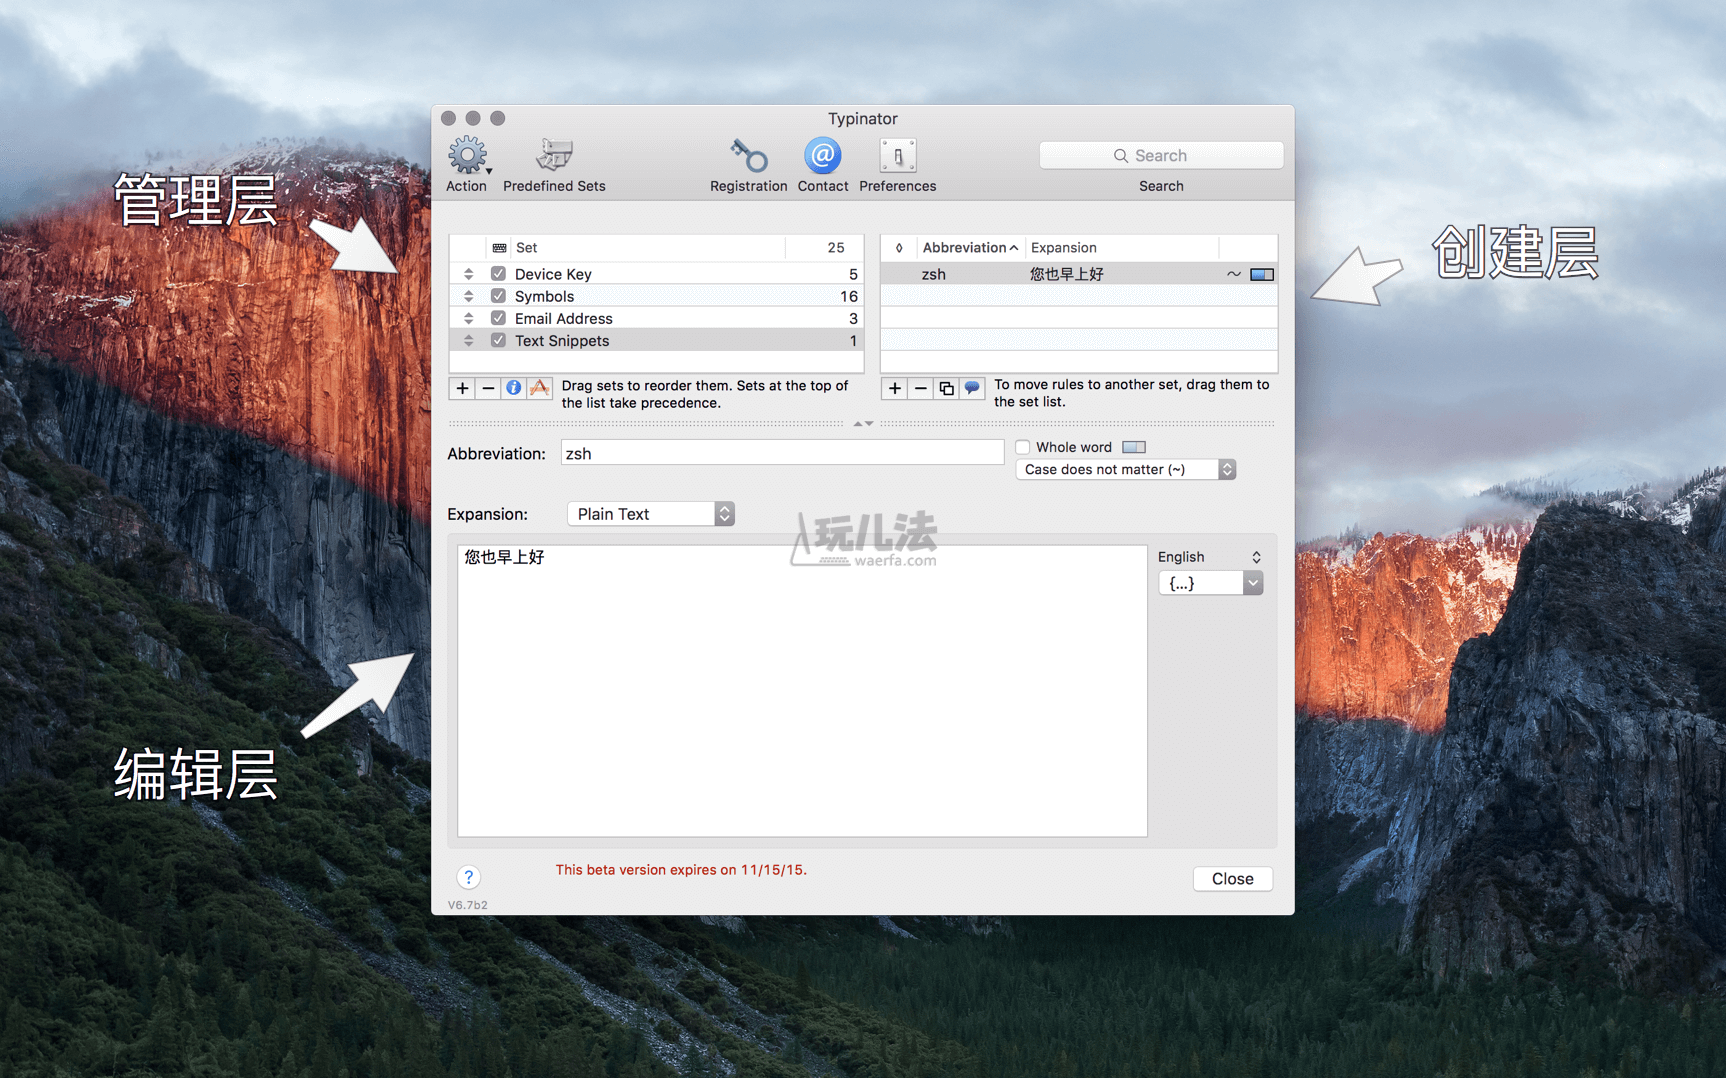 Typinator
Action
Predefined Sets
Registration
Contact
Preferences
Search
Search
管理层
创建层
编辑层
Set 25
Device Key 5
Symbols 16
Email Address 3
Text Snippets 1
Abbreviation Expansion
zsh 您也早上好
Drag sets to reorder them. Sets at the top of
the list take precedence.
To move rules to another set, drag them to
the set list.
Abbreviation: zsh
Whole word
Case does not matter (~)
Expansion: Plain Text
玩儿法
waerfa.com
您也早上好
English
{...}
This beta version expires on 11/15/15.
?
V6.7b2
Close